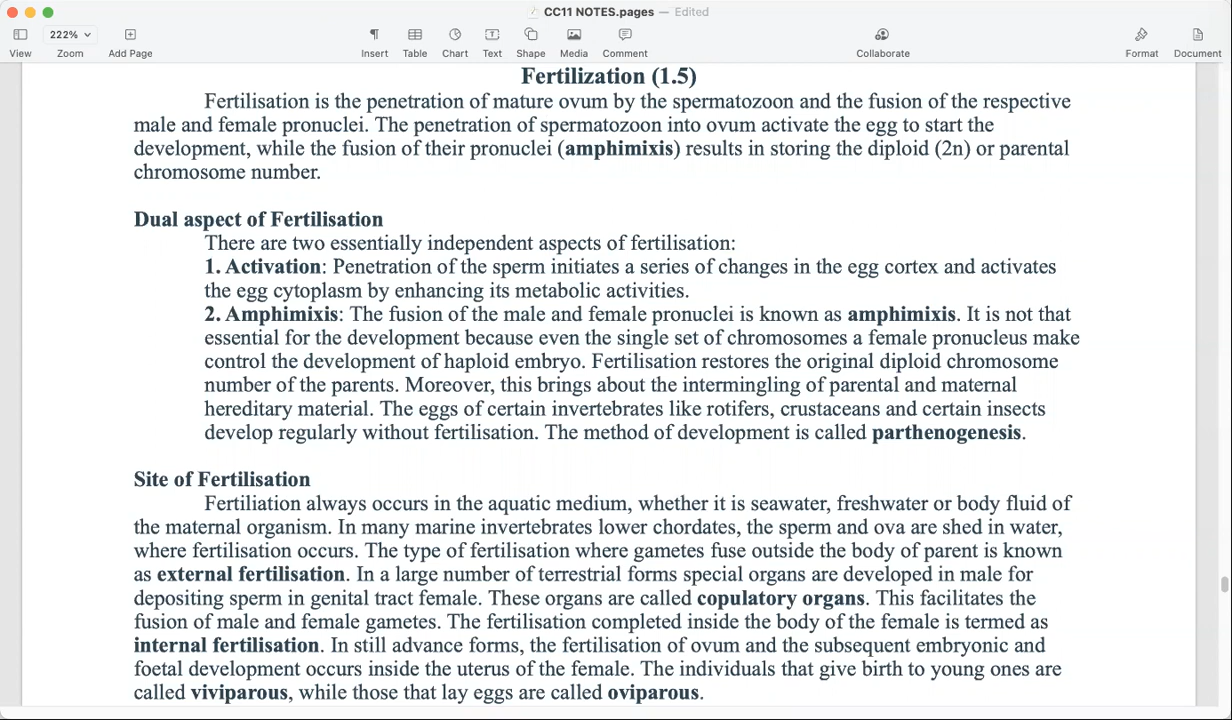 CC11 NOTES.pages — Edited
222%
View Zoom Add Page Insert Table Chart Text Shape Media Comment Collaborate Format Document
Fertilization (1.5)
Fertilisation is the penetration of mature ovum by the spermatozoon and the fusion of the respective
male and female pronuclei. The penetration of spermatozoon into ovum activate the egg to start the
development, while the fusion of their pronuclei (amphimixis) results in storing the diploid (2n) or parental
chromosome number.
Dual aspect of Fertilisation
There are two essentially independent aspects of fertilisation:
1. Activation: Penetration of the sperm initiates a series of changes in the egg cortex and activates
the egg cytoplasm by enhancing its metabolic activities.
2. Amphimixis: The fusion of the male and female pronuclei is known as amphimixis. It is not that
essential for the development because even the single set of chromosomes a female pronucleus make
control the development of haploid embryo. Fertilisation restores the original diploid chromosome
number of the parents. Moreover, this brings about the intermingling of parental and maternal
hereditary material. The eggs of certain invertebrates like rotifers, crustaceans and certain insects
develop regularly without fertilisation. The method of development is called parthenogenesis.
Site of Fertilisation
Fertiliation always occurs in the aquatic medium, whether it is seawater, freshwater or body fluid of
the maternal organism. In many marine invertebrates lower chordates, the sperm and ova are shed in water,
where fertilisation occurs. The type of fertilisation where gametes fuse outside the body of parent is known
as external fertilisation. In a large number of terrestrial forms special organs are developed in male for
depositing sperm in genital tract female. These organs are called copulatory organs. This facilitates the
fusion of male and female gametes. The fertilisation completed inside the body of the female is termed as
internal fertilisation. In still advance forms, the fertilisation of ovum and the subsequent embryonic and
foetal development occurs inside the uterus of the female. The individuals that give birth to young ones are
called viviparous, while those that lay eggs are called oviparous.